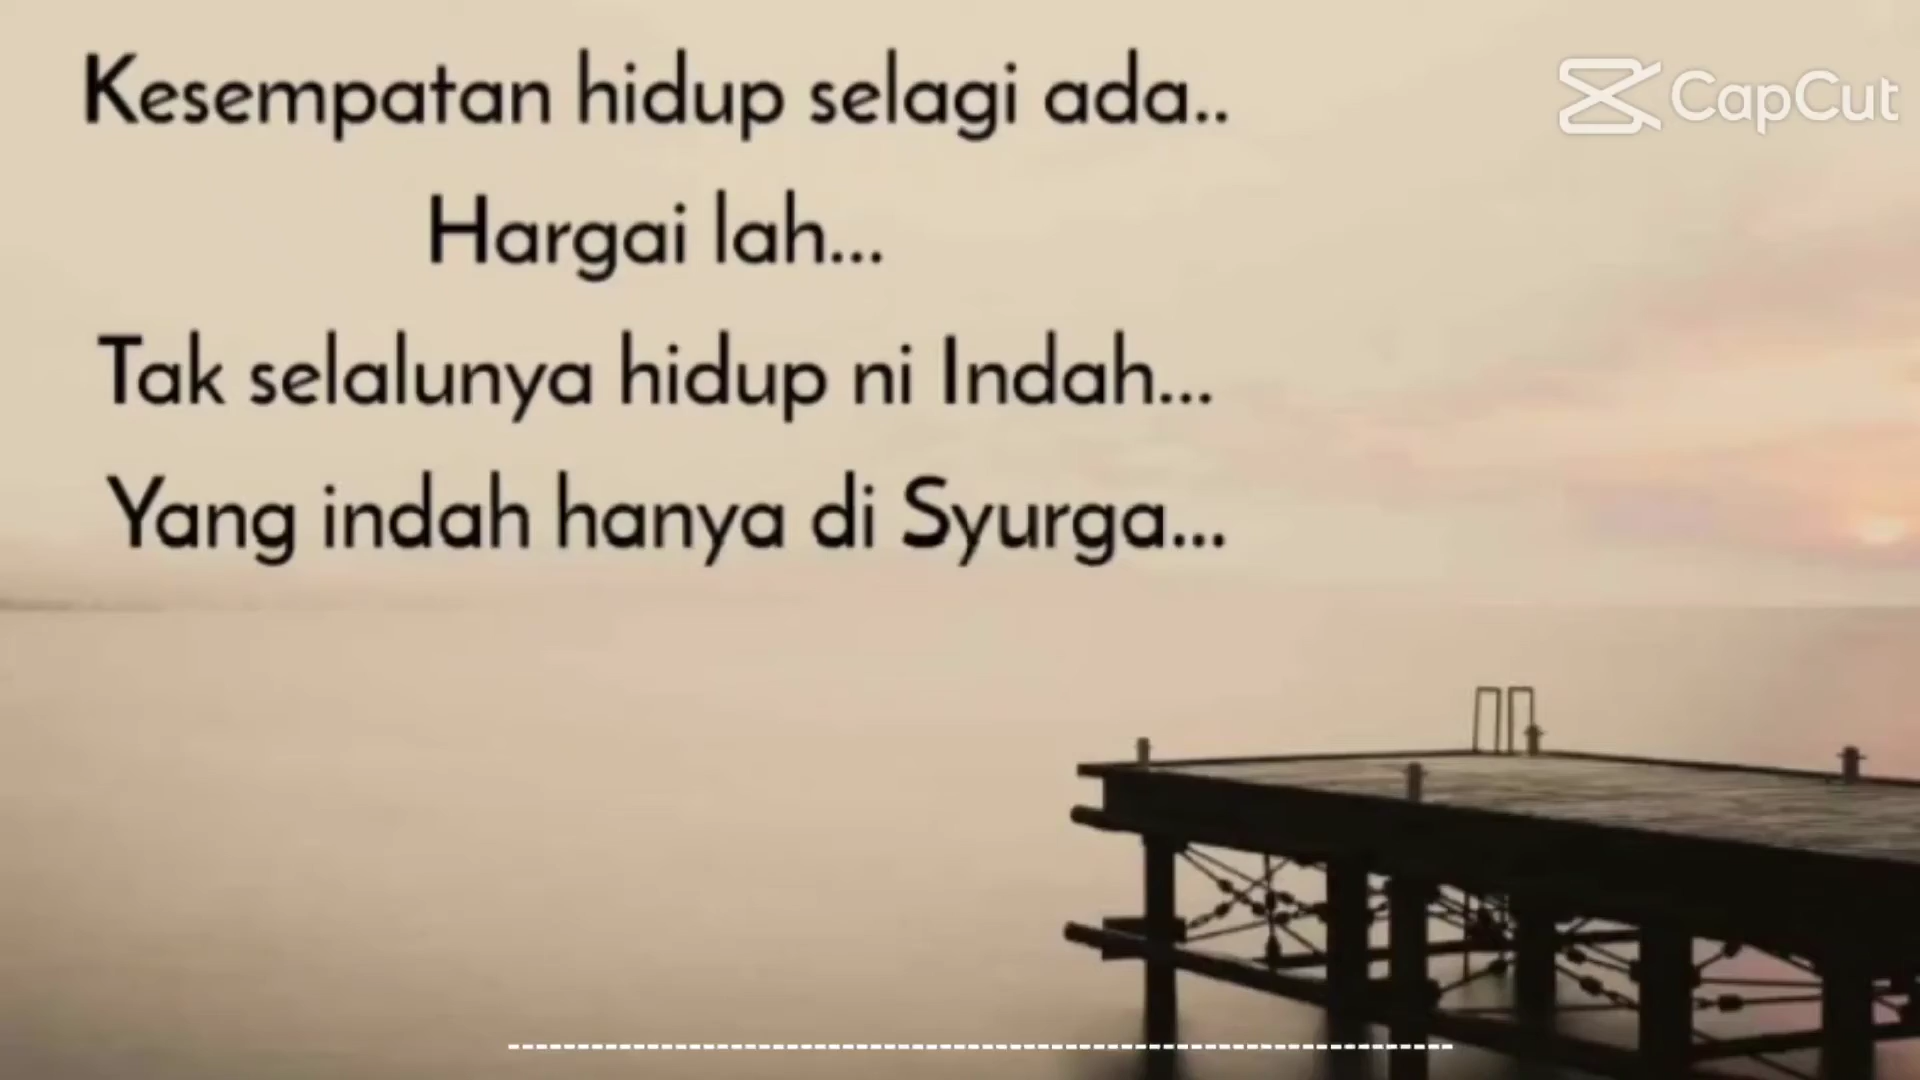 Kesempatan hidup selagi ada..
CapCut
Hargai lah...
Tak selalunya hidup ni Indah...
Yang indah hanya di Syurga...